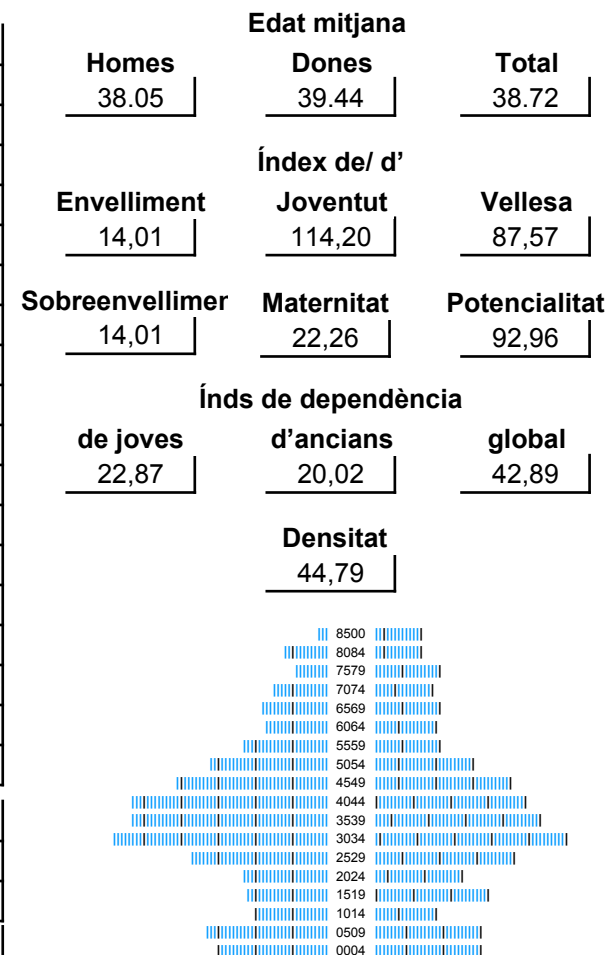 Edat mitjana
Homes Dones Total
38.05 39.44 38.72
Índex de/ d’
Envelliment Joventut Vellesa
14,01 114,20 87,57
Sobreenvellimer Maternitat Potencialitat
14,01 22,26 92,96
Índs de dependència
de joves d’ancians global
22,87 20,02 42,89
Densitat
44,79
8500
8084
7579
7074
6569
6064
5559
5054
4549
4044
3539
3034
2529
2024
1519
1014
0509
0004